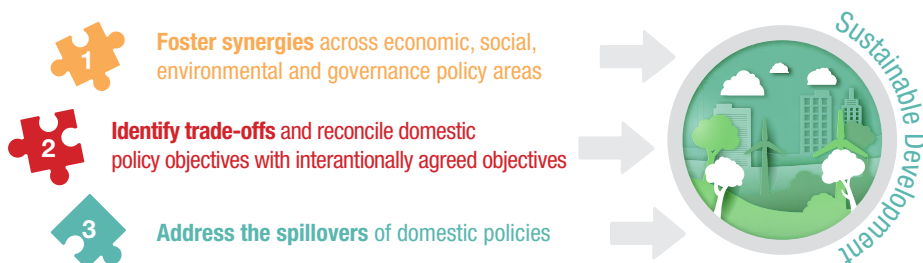 1
Foster synergies across economic, social,
environmental and governance policy areas
2
Identify trade-offs and reconcile domestic
policy objectives with interantionally agreed objectives
3
Address the spillovers of domestic policies
Sustainable Development